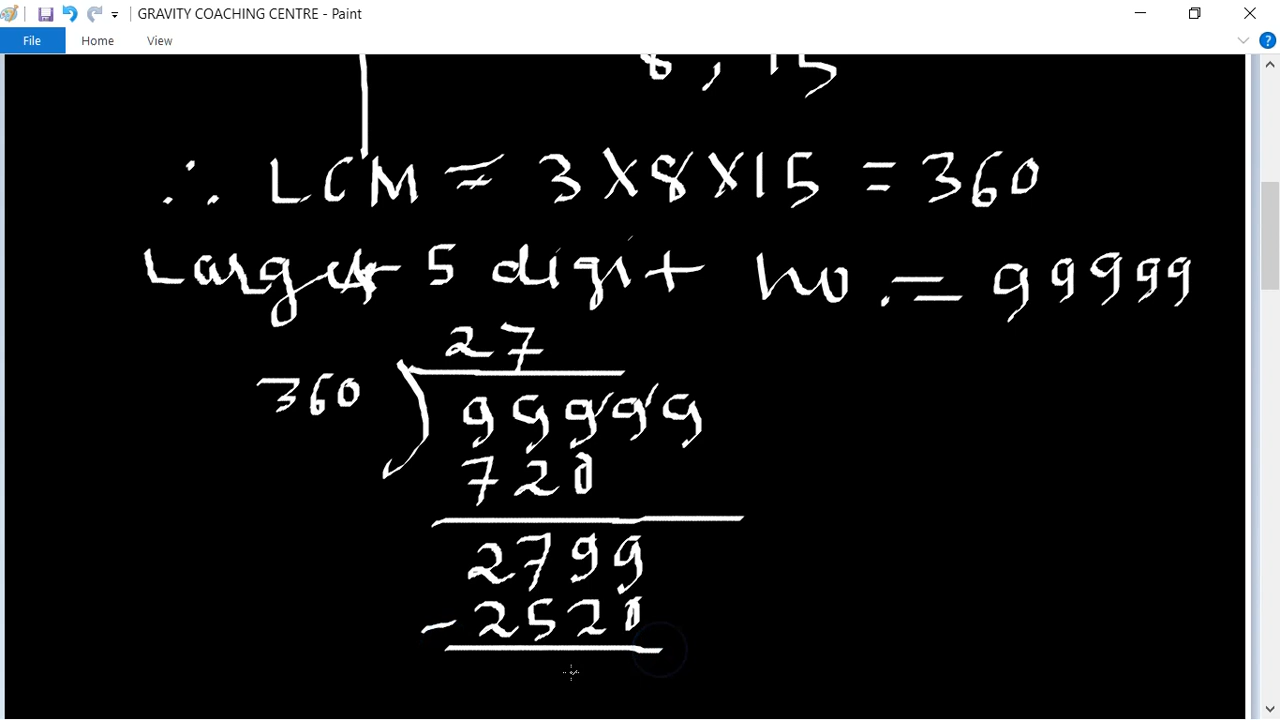 GRAVITY COACHING CENTRE - Paint
File Home View
8, 15
∴ LCM = 3 X 8 X 15 = 360
Largest 5 digit no. = 99999
27
360 ) 99999
720
2799
- 2520